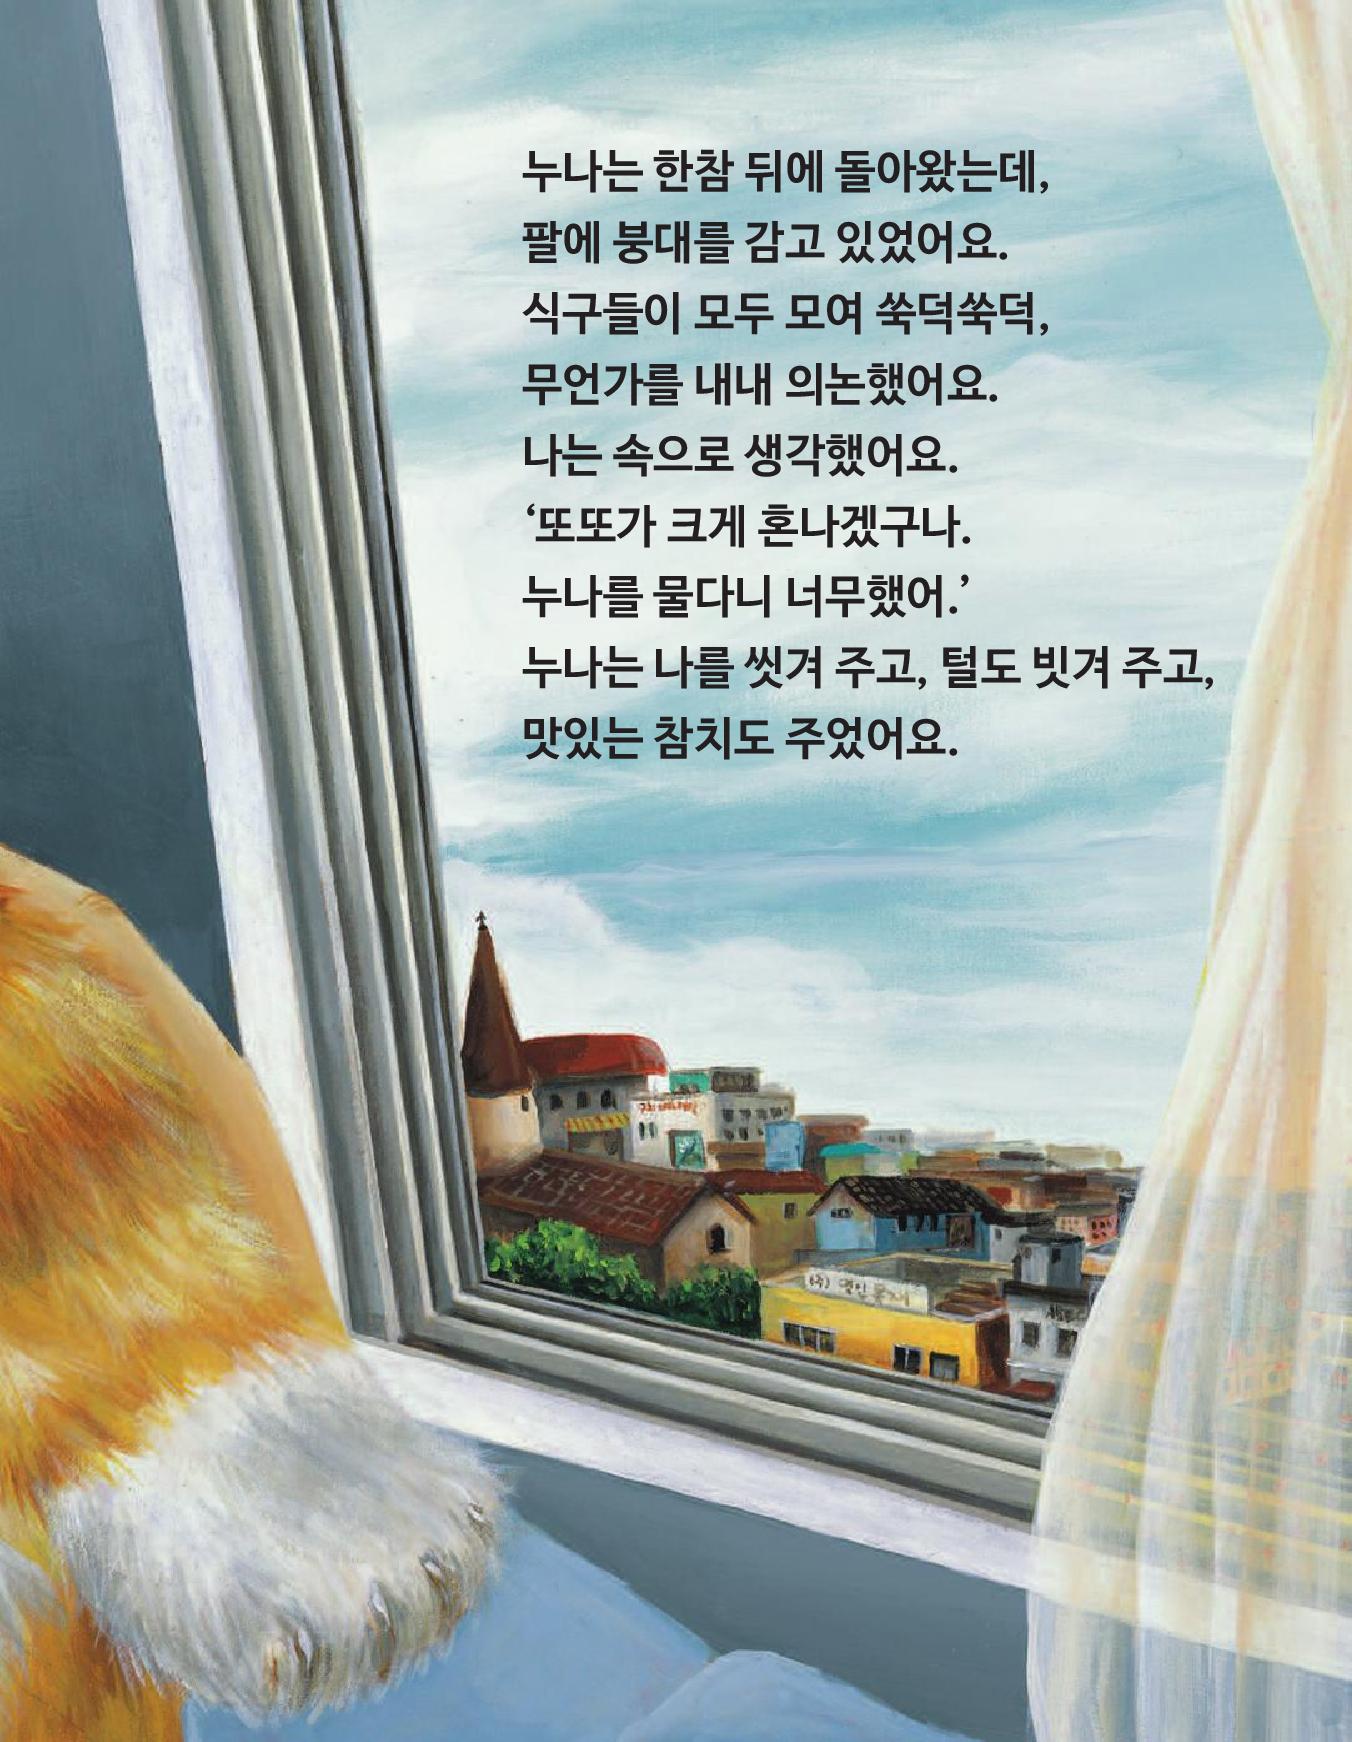 누나는 한참 뒤에 돌아왔는데,
팔에 붕대를 감고 있었어요.
식구들이 모두 모여 쑥덕쑥덕,
무언가를 내내 의논했어요.
나는 속으로 생각했어요.
‘또또가 크게 혼나겠구나.
누나를 물다니 너무했어.’
누나는 나를 씻겨 주고, 털도 빗겨 주고,
맛있는 참치도 주었어요.